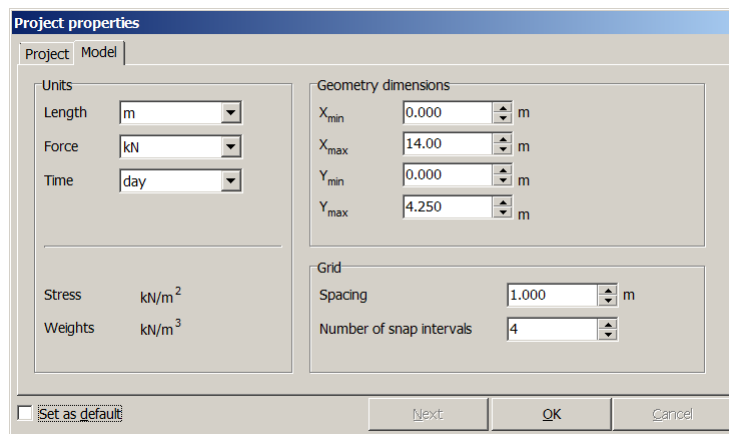 Project properties
Project Model
Units
Length m
Force kN
Time day
Stress kN/m2
Weights kN/m3
Geometry dimensions
Xmin 0.000 m
Xmax 14.00 m
Ymin 0.000 m
Ymax 4.250 m
Grid
Spacing 1.000 m
Number of snap intervals 4
Set as default Next OK Cancel